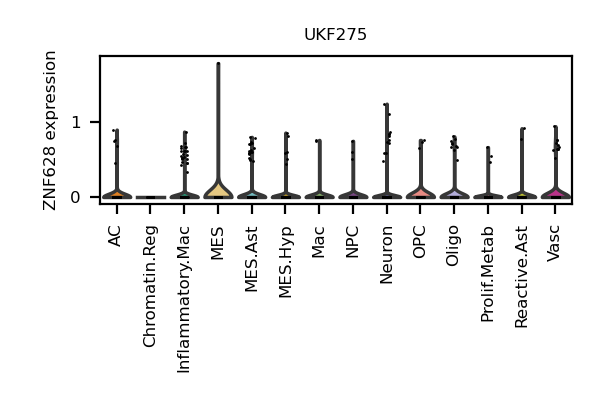 UKF275
ZNF628 expression
1
0
AC
Chromatin.Reg
Inflammatory.Mac
MES
MES.Ast
MES.Hyp
Mac
NPC
Neuron
OPC
Oligo
Prolif.Metab
Reactive.Ast
Vasc